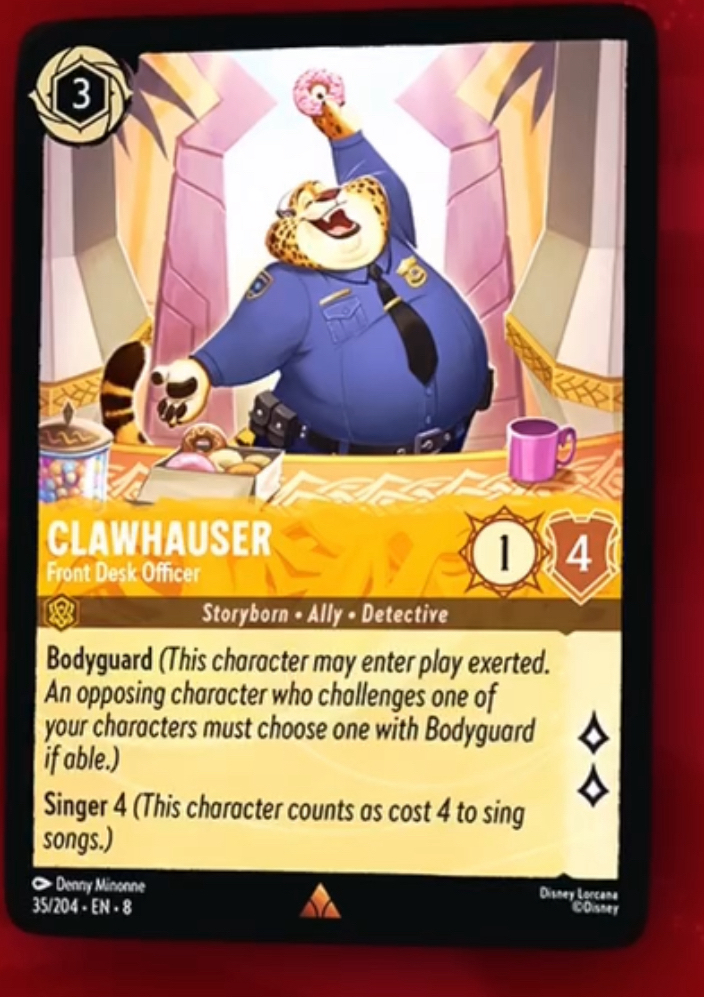 3
CLAWHAUSER
Front Desk Officer
1
4
Storyborn • Ally • Detective
Bodyguard (This character may enter play exerted.
An opposing character who challenges one of
your characters must choose one with Bodyguard
if able.)
Singer 4 (This character counts as cost 4 to sing
songs.)
Denny Minonne
35/204 • EN • 8
Disney Lorcana
©Disney